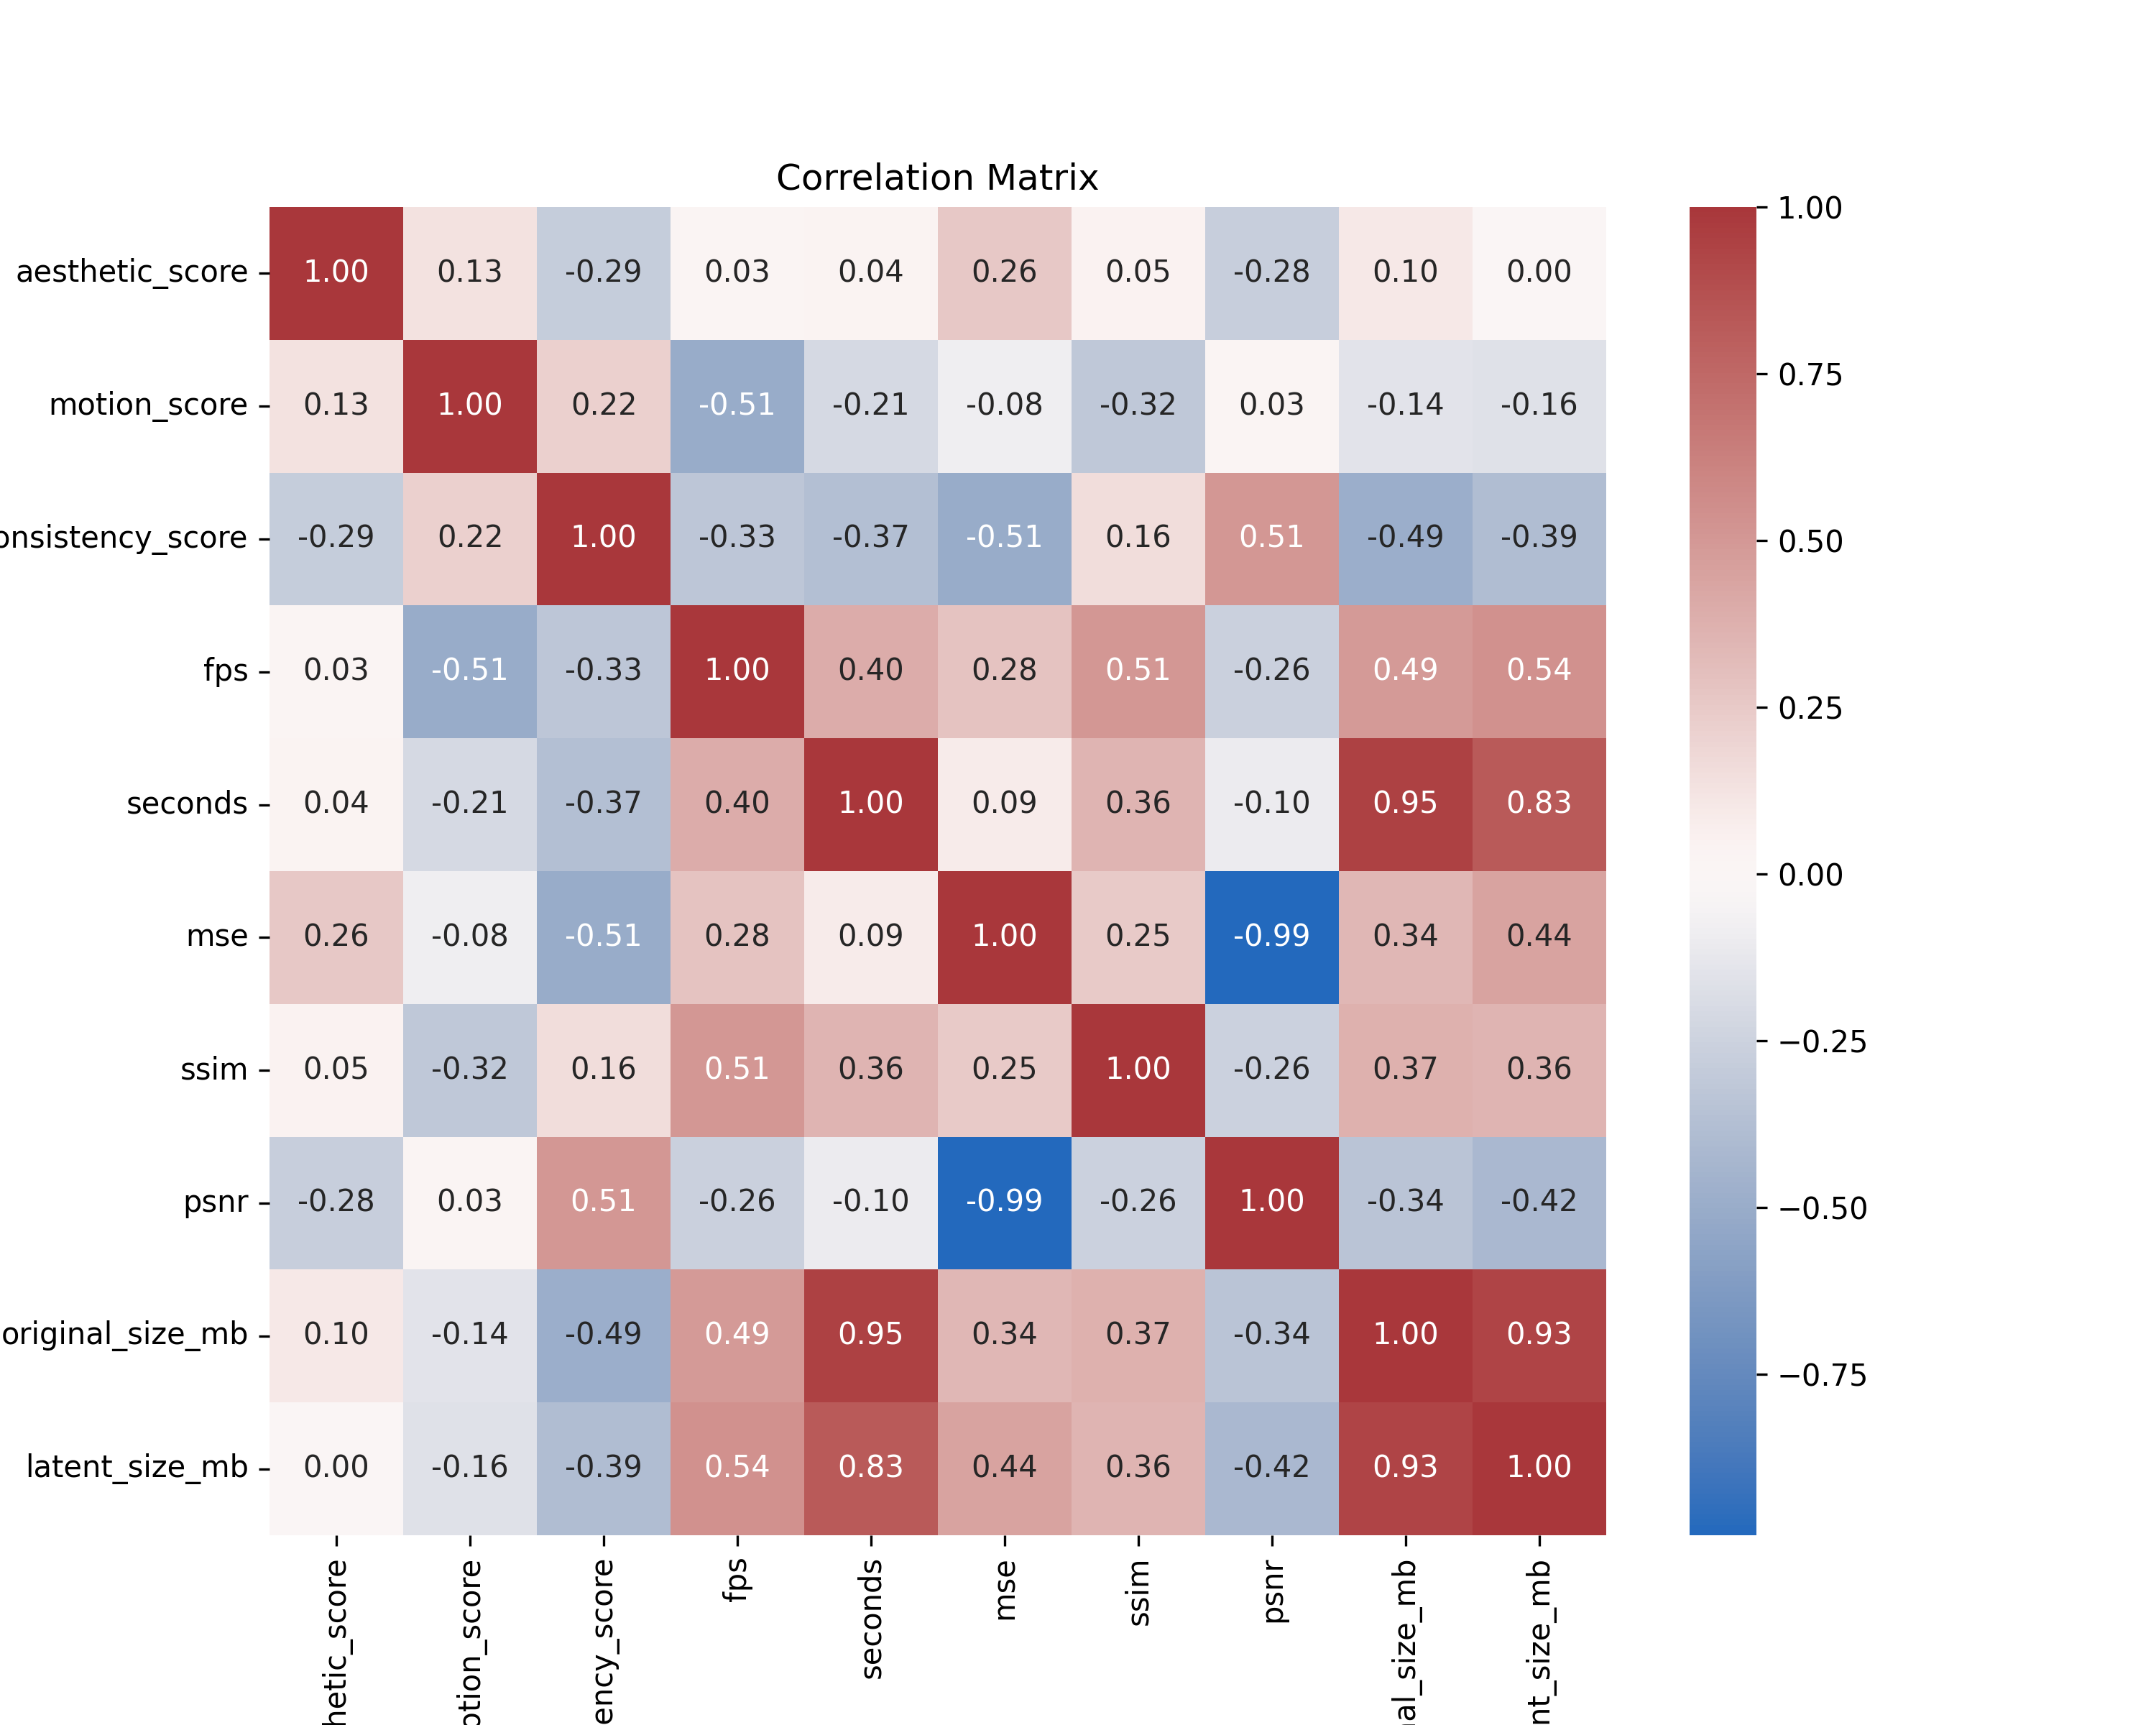 Correlation Matrix
aesthetic_score 1.00 0.13 -0.29 0.03 0.04 0.26 0.05 -0.28 0.10 0.00
motion_score 0.13 1.00 0.22 -0.51 -0.21 -0.08 -0.32 0.03 -0.14 -0.16
onsistency_score -0.29 0.22 1.00 -0.33 -0.37 -0.51 0.16 0.51 -0.49 -0.39
fps 0.03 -0.51 -0.33 1.00 0.40 0.28 0.51 -0.26 0.49 0.54
seconds 0.04 -0.21 -0.37 0.40 1.00 0.09 0.36 -0.10 0.95 0.83
mse 0.26 -0.08 -0.51 0.28 0.09 1.00 0.25 -0.99 0.34 0.44
ssim 0.05 -0.32 0.16 0.51 0.36 0.25 1.00 -0.26 0.37 0.36
psnr -0.28 0.03 0.51 -0.26 -0.10 -0.99 -0.26 1.00 -0.34 -0.42
original_size_mb 0.10 -0.14 -0.49 0.49 0.95 0.34 0.37 -0.34 1.00 0.93
latent_size_mb 0.00 -0.16 -0.39 0.54 0.83 0.44 0.36 -0.42 0.93 1.00
hetic_score
otion_score
ency_score
fps
seconds
mse
ssim
psnr
nal_size_mb
nt_size_mb
1.00
0.75
0.50
0.25
0.00
−0.25
−0.50
−0.75